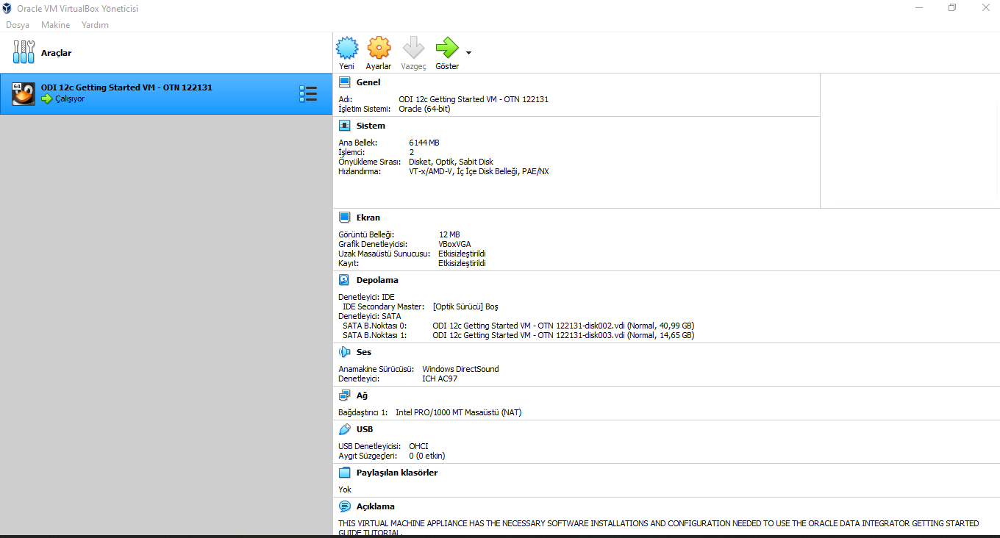 Oracle VM VirtualBox Yöneticisi
Dosya Makine Yardım
Araçlar
Yeni Ayarlar Vazgeç Göster
64
ODI 12c Getting Started VM - OTN 122131
Çalışıyor
Genel
Adı: ODI 12c Getting Started VM - OTN 122131
İşletim Sistemi: Oracle (64-bit)
Sistem
Ana Bellek: 6144 MB
İşlemci: 2
Önyükleme Sırası: Disket, Optik, Sabit Disk
Hızlandırma: VT-x/AMD-V, İç İçe Disk Belleği, PAE/NX
Ekran
Görüntü Belleği: 12 MB
Grafik Denetleyicisi: VBoxVGA
Uzak Masaüstü Sunucusu: Etkisizleştirildi
Kayıt: Etkisizleştirildi
Depolama
Denetleyici: IDE
IDE Secondary Master: [Optik Sürücü] Boş
Denetleyici: SATA
SATA B.Noktası 0: ODI 12c Getting Started VM - OTN 122131-disk002.vdi (Normal, 40,99 GB)
SATA B.Noktası 1: ODI 12c Getting Started VM - OTN 122131-disk003.vdi (Normal, 14,65 GB)
Ses
Anamakine Sürücüsü: Windows DirectSound
Denetleyici: ICH AC97
Ağ
Bağdaştırıcı 1: Intel PRO/1000 MT Masaüstü (NAT)
USB
USB Denetleyicisi: OHCI
Aygıt Süzgeçleri: 0 (0 etkin)
Paylaşılan klasörler
Yok
Açıklama
THIS VIRTUAL MACHINE APPLIANCE HAS THE NECESSARY SOFTWARE INSTALLATIONS AND CONFIGURATION NEEDED TO USE THE ORACLE DATA INTEGRATOR GETTING STARTED
GUIDE TUTORIAL.